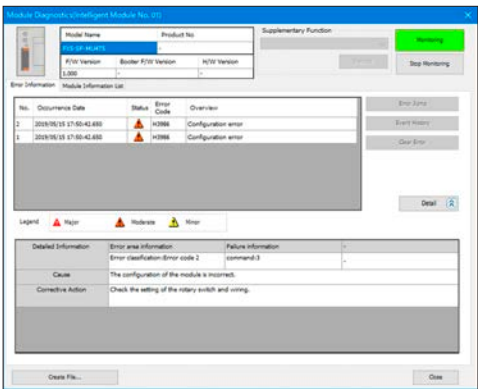 Module Diagnostics(Intelligent Module No. 01)
Model Name
Product No
Supplementary Function
Monitoring
-
F/W Version
Booter F/W Version
H/W Version
Stop Monitoring
1.000
-
-
Error Information
Module Information List
No.
Occurrence Date
Status
Error Code
Overview
Error Jump
2
2019/05/15 17:50:42.693
Configuration error
Event History
1
2019/05/15 17:50:42.650
Configuration error
Clear Error
Detail
Legend
Major
Moderate
Minor
Detailed Information
Error area information
Failure information
-
Error classification:Error code 2
command:3
-
Cause
The configuration of the module is incorrect.
Corrective Action
Check the setting of the rotary switch and wiring.
Create File...
Close